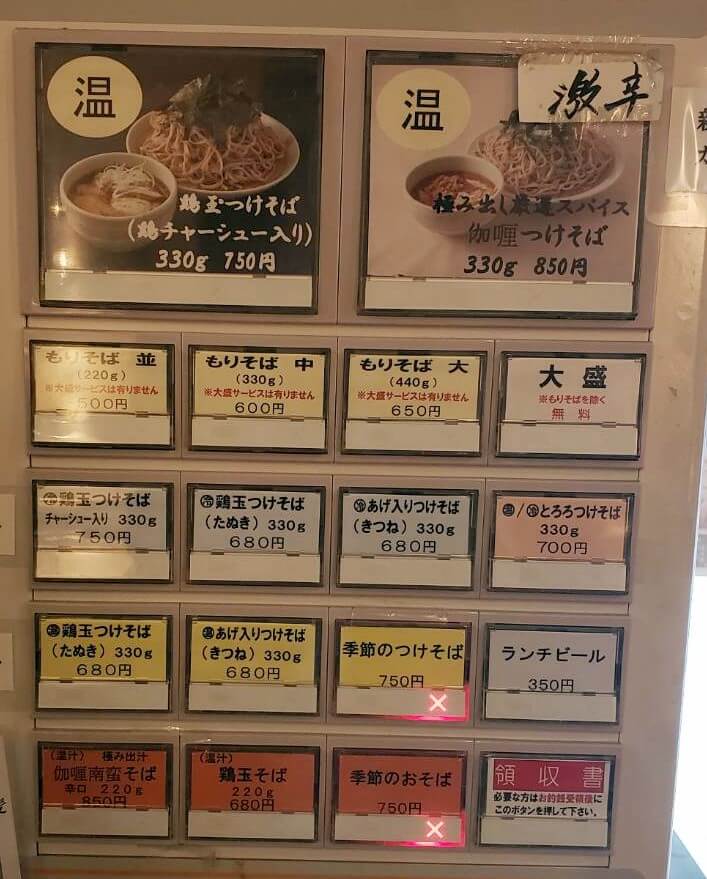 温
鶏玉つけそば
(鶏チャーシュー入り)
330g 750円
温
激辛
極み出し厳選スパイス
伽喱つけそば
330g 850円
もりそば 並
(220g)
※大盛サービスは有りません
500円
もりそば 中
(330g)
※大盛サービスは有りません
600円
もりそば 大
(440g)
※大盛サービスは有りません
650円
大盛
※もりそばを除く
無料
冷鶏玉つけそば
チャーシュー入り 330g
750円
冷鶏玉つけそば
(たぬき) 330g
680円
冷あげ入りつけそば
(きつね) 330g
680円
温/冷とろろつけそば
330g
700円
温鶏玉つけそば
(たぬき) 330g
680円
温あげ入りつけそば
(きつね) 330g
680円
季節のつけそば
750円
×
ランチビール
350円
(温汁) 極み出汁
伽喱南蛮そば
辛口 220g
850円
(温汁)
鶏玉そば
220g
680円
季節のおそば
750円
×
領収書
必要な方はお釣銭受領後に
このボタンを押して下さい。